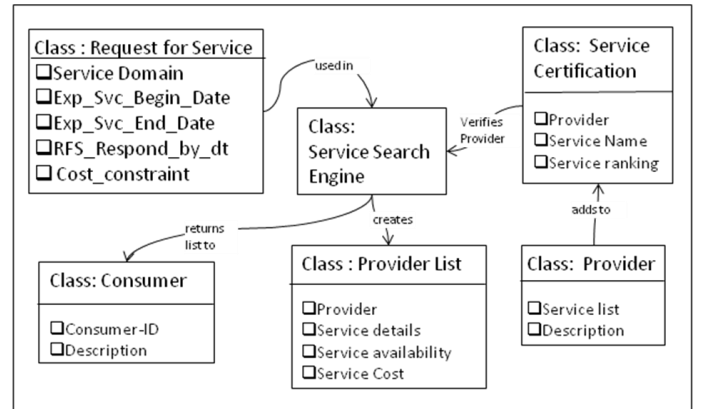 Class : Request for Service
❑Service Domain
❑Exp_Svc_Begin_Date
❑Exp_Svc_End_Date
❑RFS_Respond_by_dt
❑ Cost_constraint
used in
Class:
Service Search
Engine
Verifies
Provider
Class: Service
Certification
❑Provider
❑Service Name
❑Service ranking
returns
list to
creates
adds to
Class: Consumer
❑Consumer-ID
❑Description
Class : Provider List
❑Provider
❑Service details
❑Service availability
❑Service Cost
Class: Provider
❑Service list
❑Description